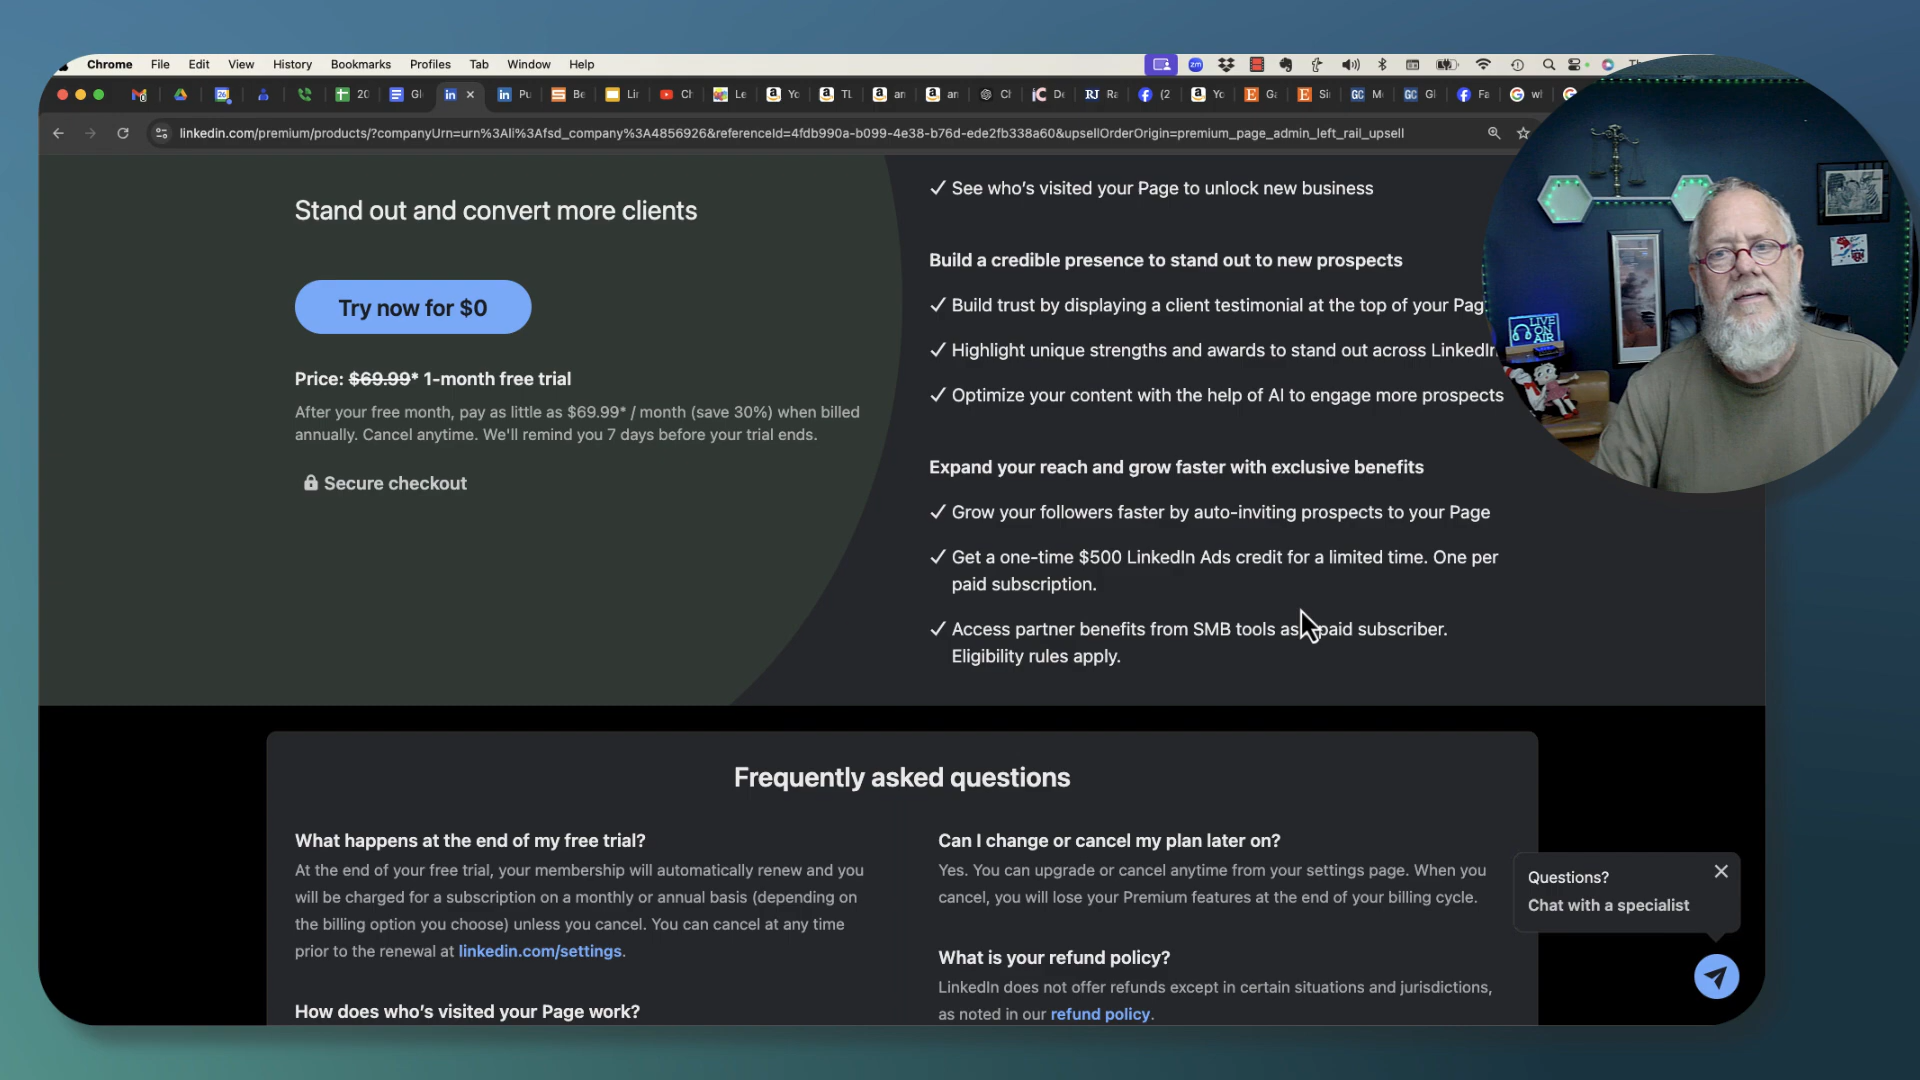 Chrome File Edit View History Bookmarks Profiles Tab Window Help
linkedin.com/premium/products/?companyUrn=urn%3Ali%3Afsd_company%3A4856926&referenceId=4fdb990a-b099-4e38-b76d-ede2fb338a60&upsellOrderOrigin=premium_page_admin_left_rail_upsell
Stand out and convert more clients
Try now for $0
Price: $69.99* 1-month free trial
After your free month, pay as little as $69.99* / month (save 30%) when billed
annually. Cancel anytime. We'll remind you 7 days before your trial ends.
Secure checkout
✓ See who's visited your Page to unlock new business
Build a credible presence to stand out to new prospects
✓ Build trust by displaying a client testimonial at the top of your Pag
✓ Highlight unique strengths and awards to stand out across LinkedIn
✓ Optimize your content with the help of AI to engage more prospects
Expand your reach and grow faster with exclusive benefits
✓ Grow your followers faster by auto-inviting prospects to your Page
✓ Get a one-time $500 LinkedIn Ads credit for a limited time. One per
paid subscription.
✓ Access partner benefits from SMB tools as paid subscriber.
Eligibility rules apply.
LIVE
ON
AIR
Frequently asked questions
What happens at the end of my free trial?
At the end of your free trial, your membership will automatically renew and you
will be charged for a subscription on a monthly or annual basis (depending on
the billing option you choose) unless you cancel. You can cancel at any time
prior to the renewal at linkedin.com/settings.
How does who's visited your Page work?
Can I change or cancel my plan later on?
Yes. You can upgrade or cancel anytime from your settings page. When you
cancel, you will lose your Premium features at the end of your billing cycle.
What is your refund policy?
LinkedIn does not offer refunds except in certain situations and jurisdictions,
as noted in our refund policy.
Questions?
Chat with a specialist